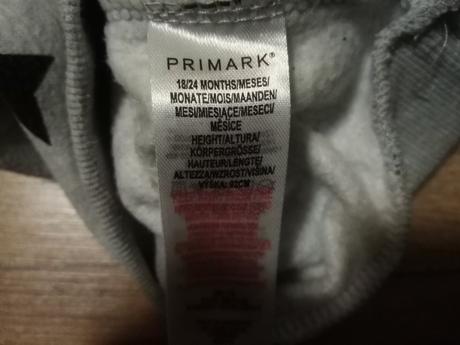 PRIMARK®
18/24 MONTHS/MESES/
MONATE/MOIS/MAANDEN/
MESI/MIESIĄCE/MESECI/
MĚSÍCE
HEIGHT/ALTURA/
KÖRPERGRÖSSE/
HAUTEUR/LENGTE/
ALTEZZA/WZROST/VIŠINA/
VÝŠKA: 92CM